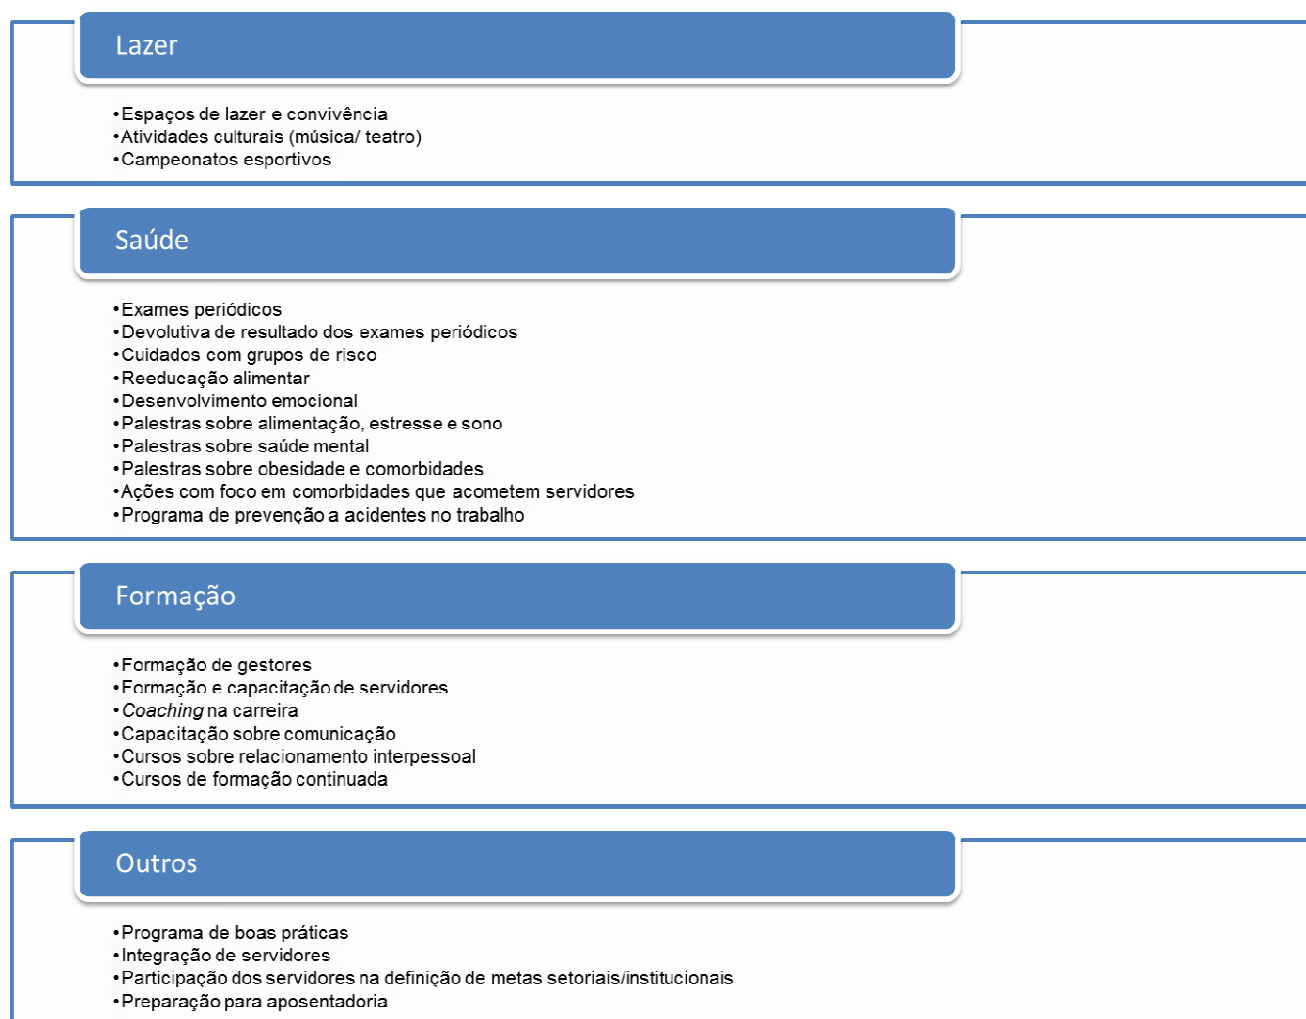 Lazer
•Espaços de lazer e convivência
•Atividades culturais (música/ teatro)
•Campeonatos esportivos
Saúde
•Exames periódicos
•Devolutiva de resultado dos exames periódicos
•Cuidados com grupos de risco
•Reeducação alimentar
•Desenvolvimento emocional
•Palestras sobre alimentação, estresse e sono
•Palestras sobre saúde mental
•Palestras sobre obesidade e comorbidades
•Ações com foco em comorbidades que acometem servidores
•Programa de prevenção a acidentes no trabalho
Formação
•Formação de gestores
•Formação e capacitação de servidores
•Coaching na carreira
•Capacitação sobre comunicação
•Cursos sobre relacionamento interpessoal
•Cursos de formação continuada
Outros
•Programa de boas práticas
•Integração de servidores
•Participação dos servidores na definição de metas setoriais/institucionais
•Preparação para aposentadoria